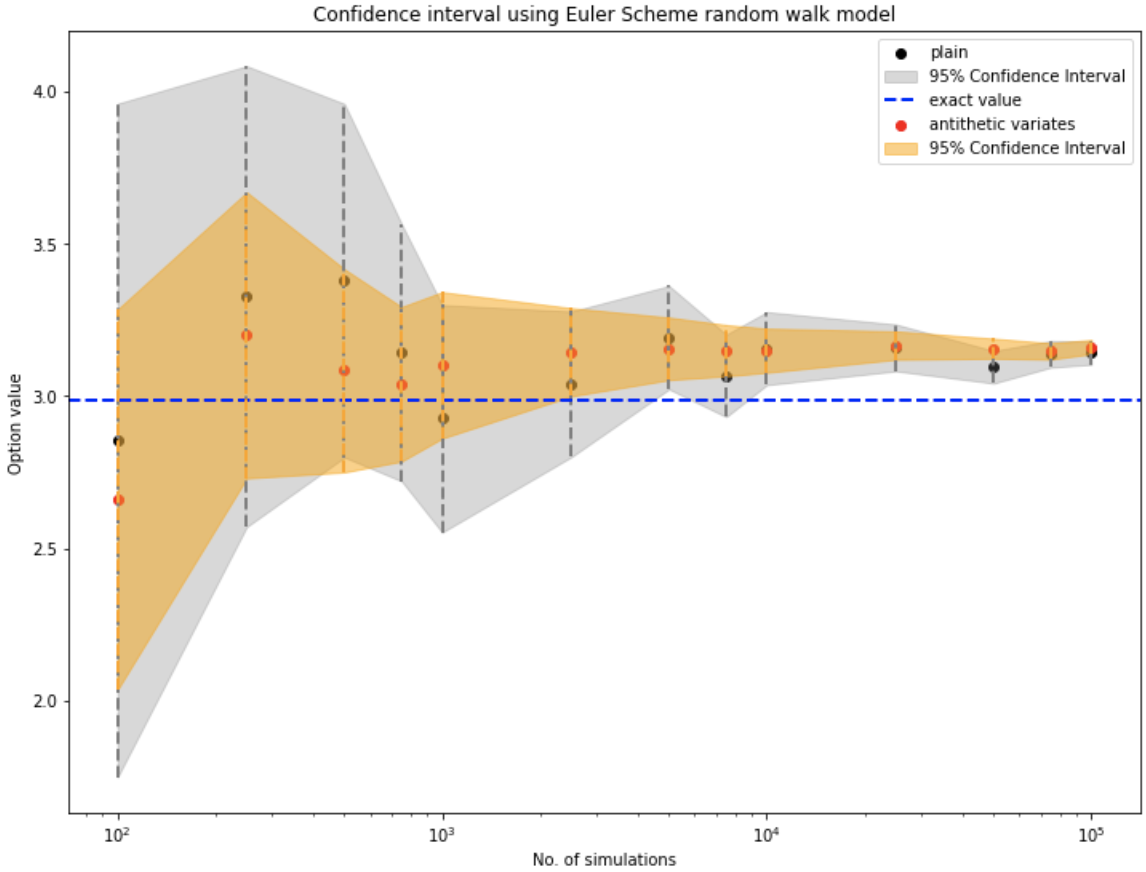 Confidence interval using Euler Scheme random walk model
plain
95% Confidence Interval
exact value
antithetic variates
95% Confidence Interval
4.0
3.5
3.0
2.5
2.0
Option value
10²
10³
10⁴
10⁵
No. of simulations